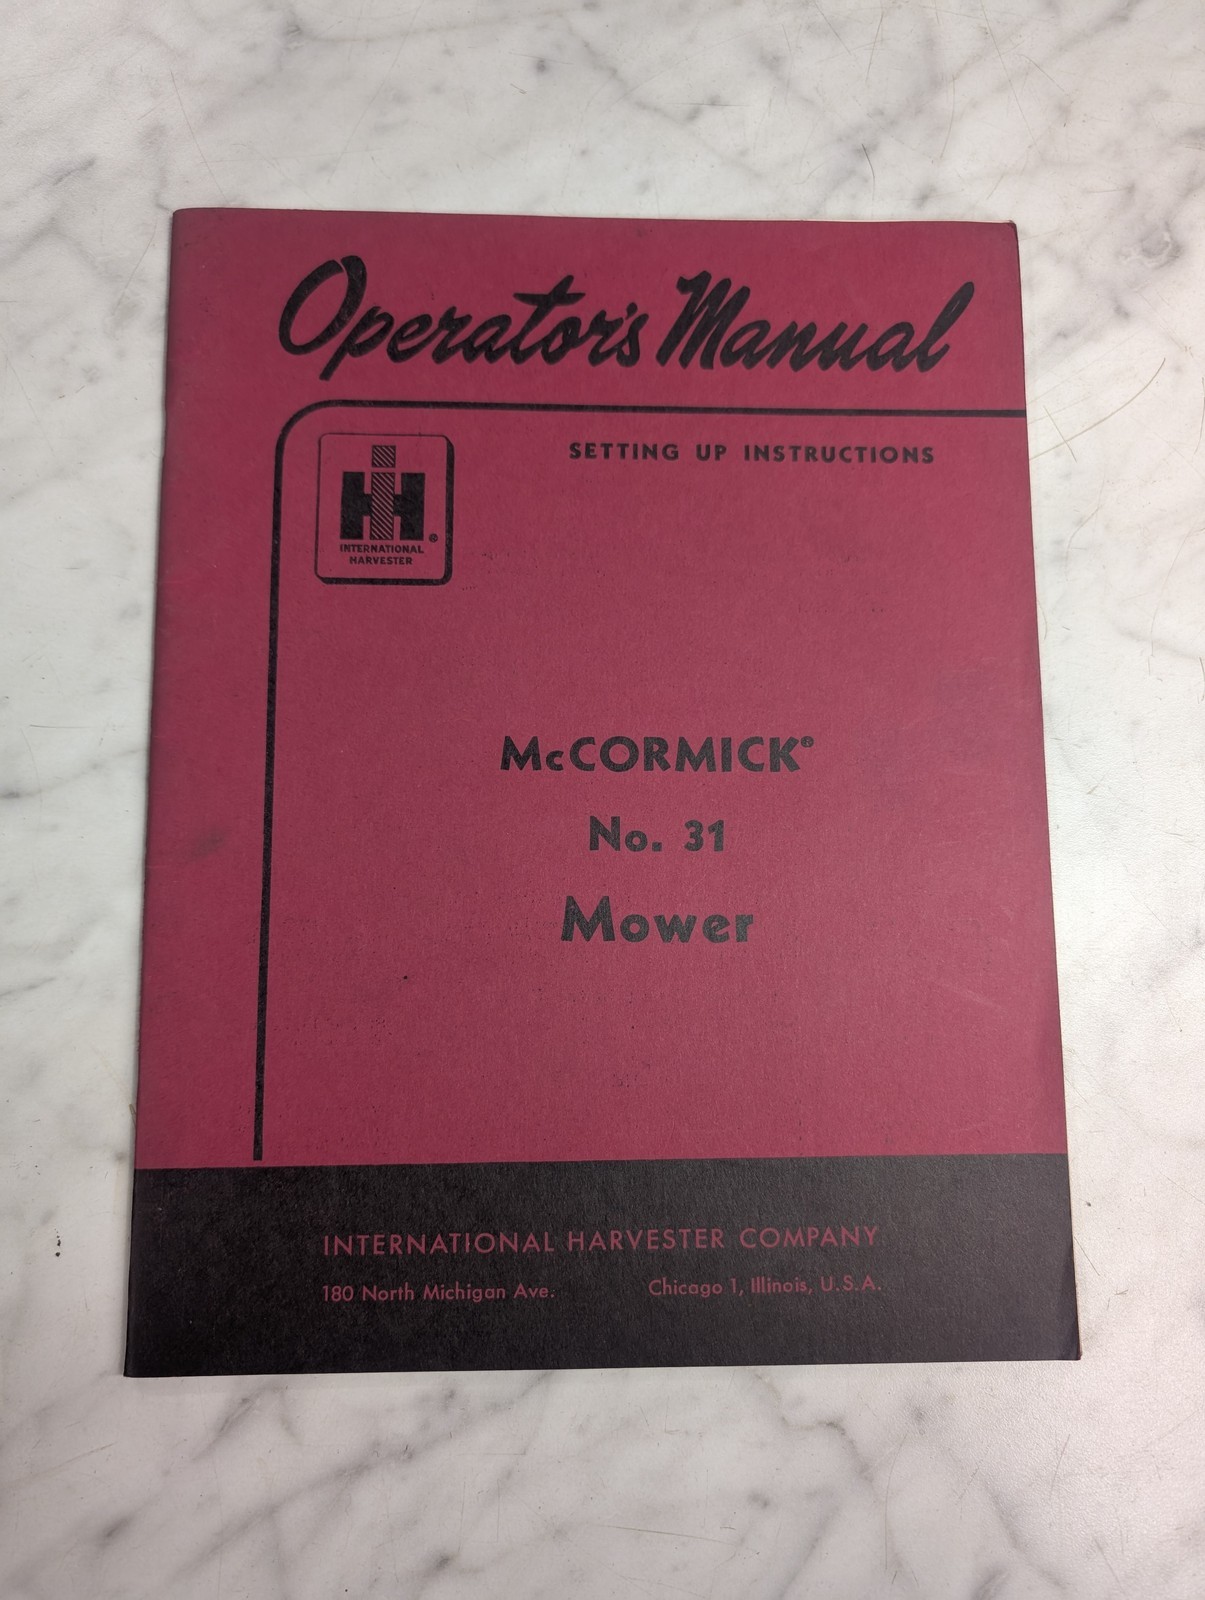 Operator's Manual
SETTING UP INSTRUCTIONS
IH®
INTERNATIONAL
HARVESTER
McCORMICK®
No. 31
Mower
INTERNATIONAL HARVESTER COMPANY
180 North Michigan Ave. Chicago 1, Illinois, U.S.A.